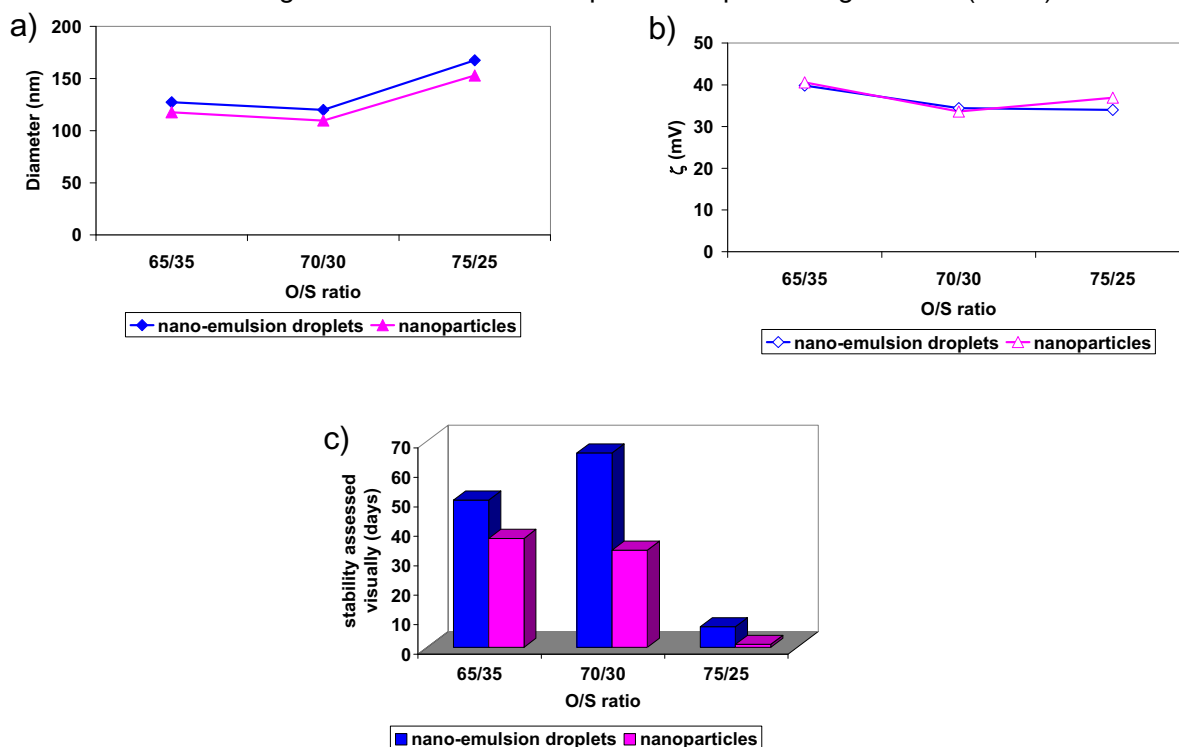 a)
200
150
100
50
0
Diameter (nm)
65/35 70/30 75/25
O/S ratio
nano-emulsion droplets nanoparticles
b)
50
40
30
20
10
0
ζ (mV)
65/35 70/30 75/25
O/S ratio
nano-emulsion droplets nanoparticles
c)
70
60
50
40
30
20
10
0
stability assessed
visually (days)
65/35 70/30 75/25
O/S ratio
nano-emulsion droplets nanoparticles